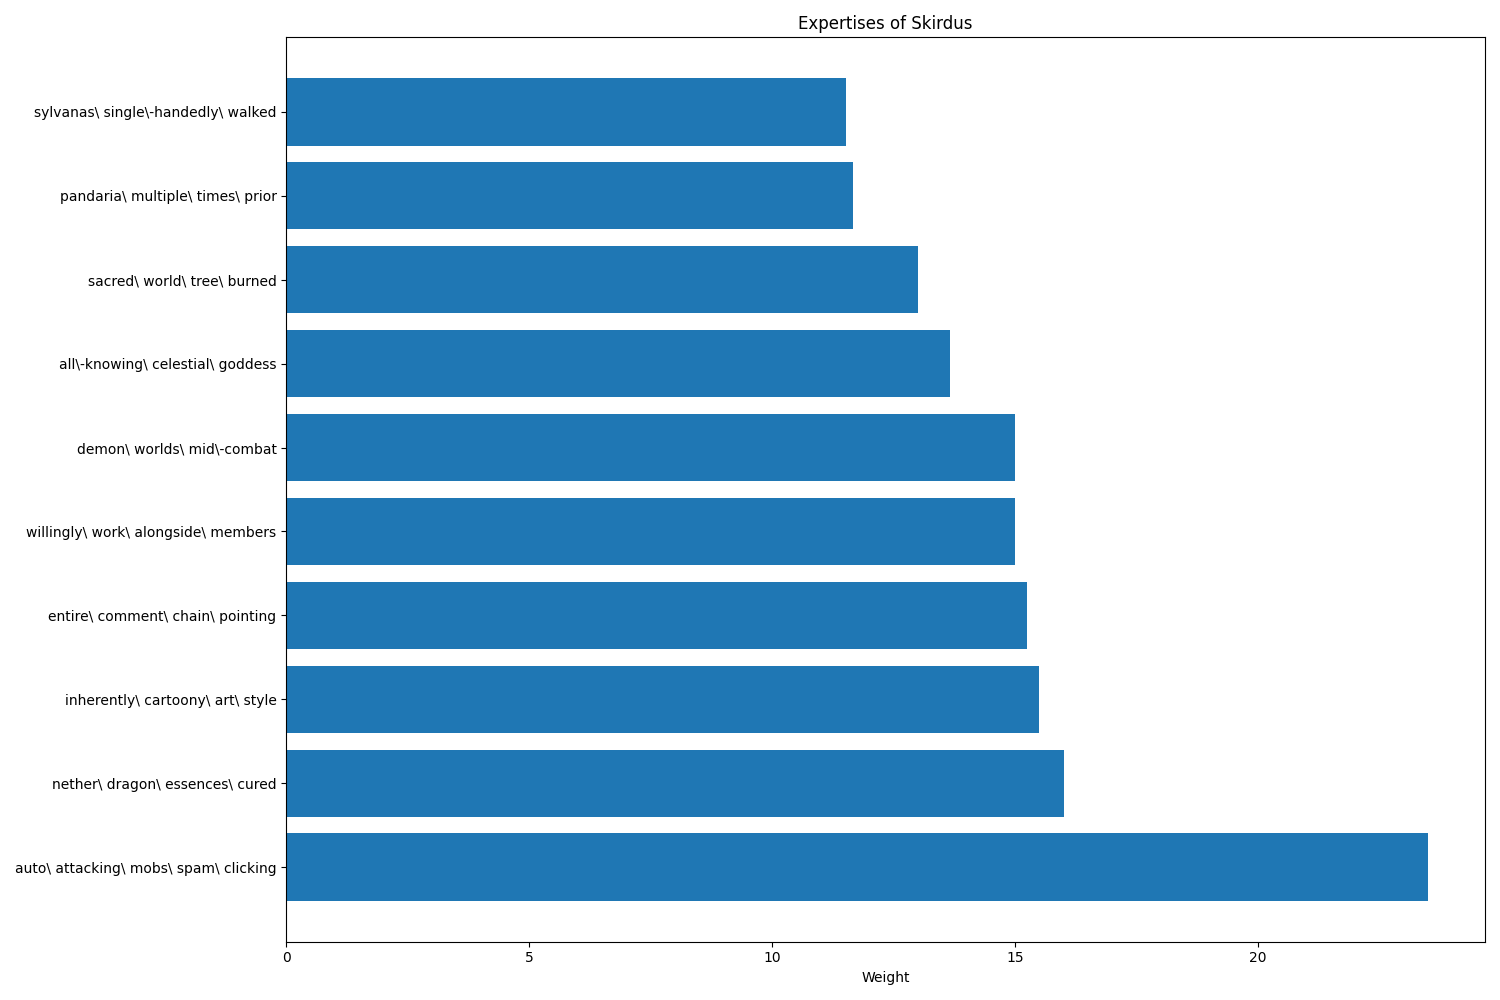 Expertises of Skirdus
sylvanas\ single\-handedly\ walked
pandaria\ multiple\ times\ prior
sacred\ world\ tree\ burned
all\-knowing\ celestial\ goddess
demon\ worlds\ mid\-combat
willingly\ work\ alongside\ members
entire\ comment\ chain\ pointing
inherently\ cartoony\ art\ style
nether\ dragon\ essences\ cured
auto\ attacking\ mobs\ spam\ clicking
0 5 10 15 20
Weight